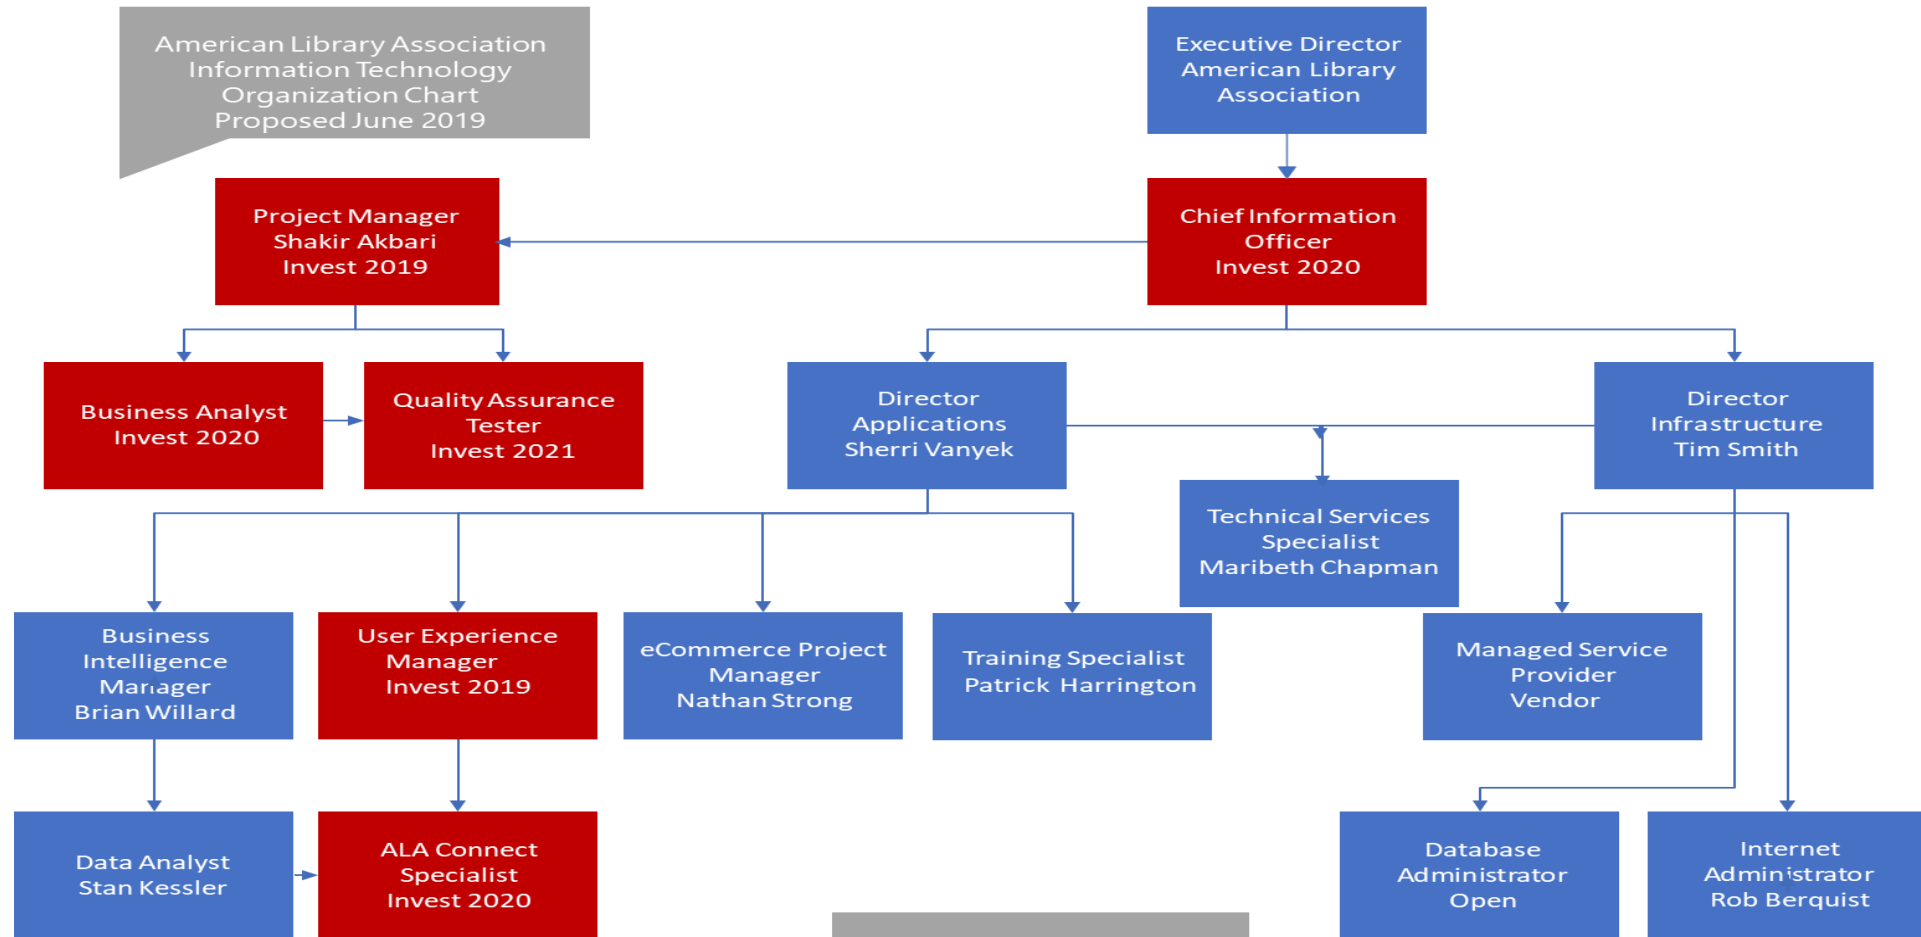 American Library Association
Information Technology
Organization Chart
Proposed June 2019
Executive Director
American Library
Association
Project Manager
Shakir Akbari
Invest 2019
Chief Information
Officer
Invest 2020
Business Analyst
Invest 2020
Quality Assurance
Tester
Invest 2021
Director
Applications
Sherri Vanyek
Director
Infrastructure
Tim Smith
Technical Services
Specialist
Maribeth Chapman
Business
Intelligence
Manager
Brian Willard
User Experience
Manager
Invest 2019
eCommerce Project
Manager
Nathan Strong
Training Specialist
Patrick Harrington
Managed Service
Provider
Vendor
Data Analyst
Stan Kessler
ALA Connect
Specialist
Invest 2020
Database
Administrator
Open
Internet
Administrator
Rob Berquist